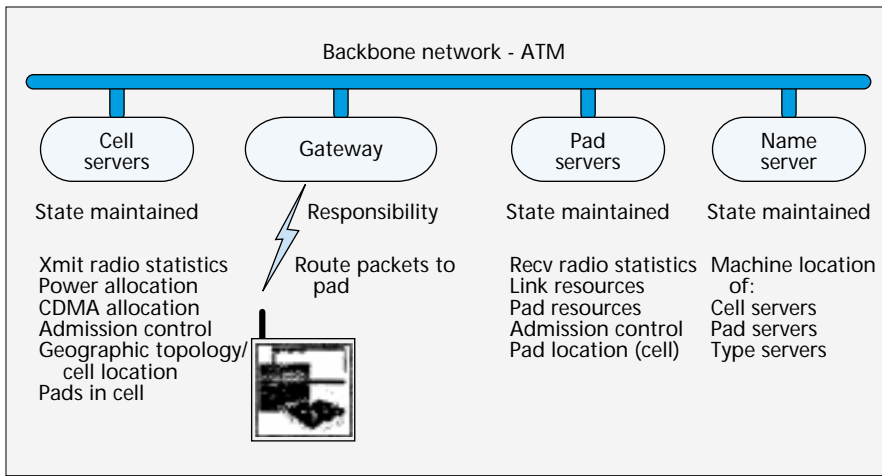 Backbone network - ATM
Cell
servers
Gateway
Pad
servers
Name
server
State maintained
Xmit radio statistics
Power allocation
CDMA allocation
Admission control
Geographic topology/
cell location
Pads in cell
Responsibility
Route packets to
pad
State maintained
Recv radio statistics
Link resources
Pad resources
Admission control
Pad location (cell)
State maintained
Machine location
of:
Cell servers
Pad servers
Type servers